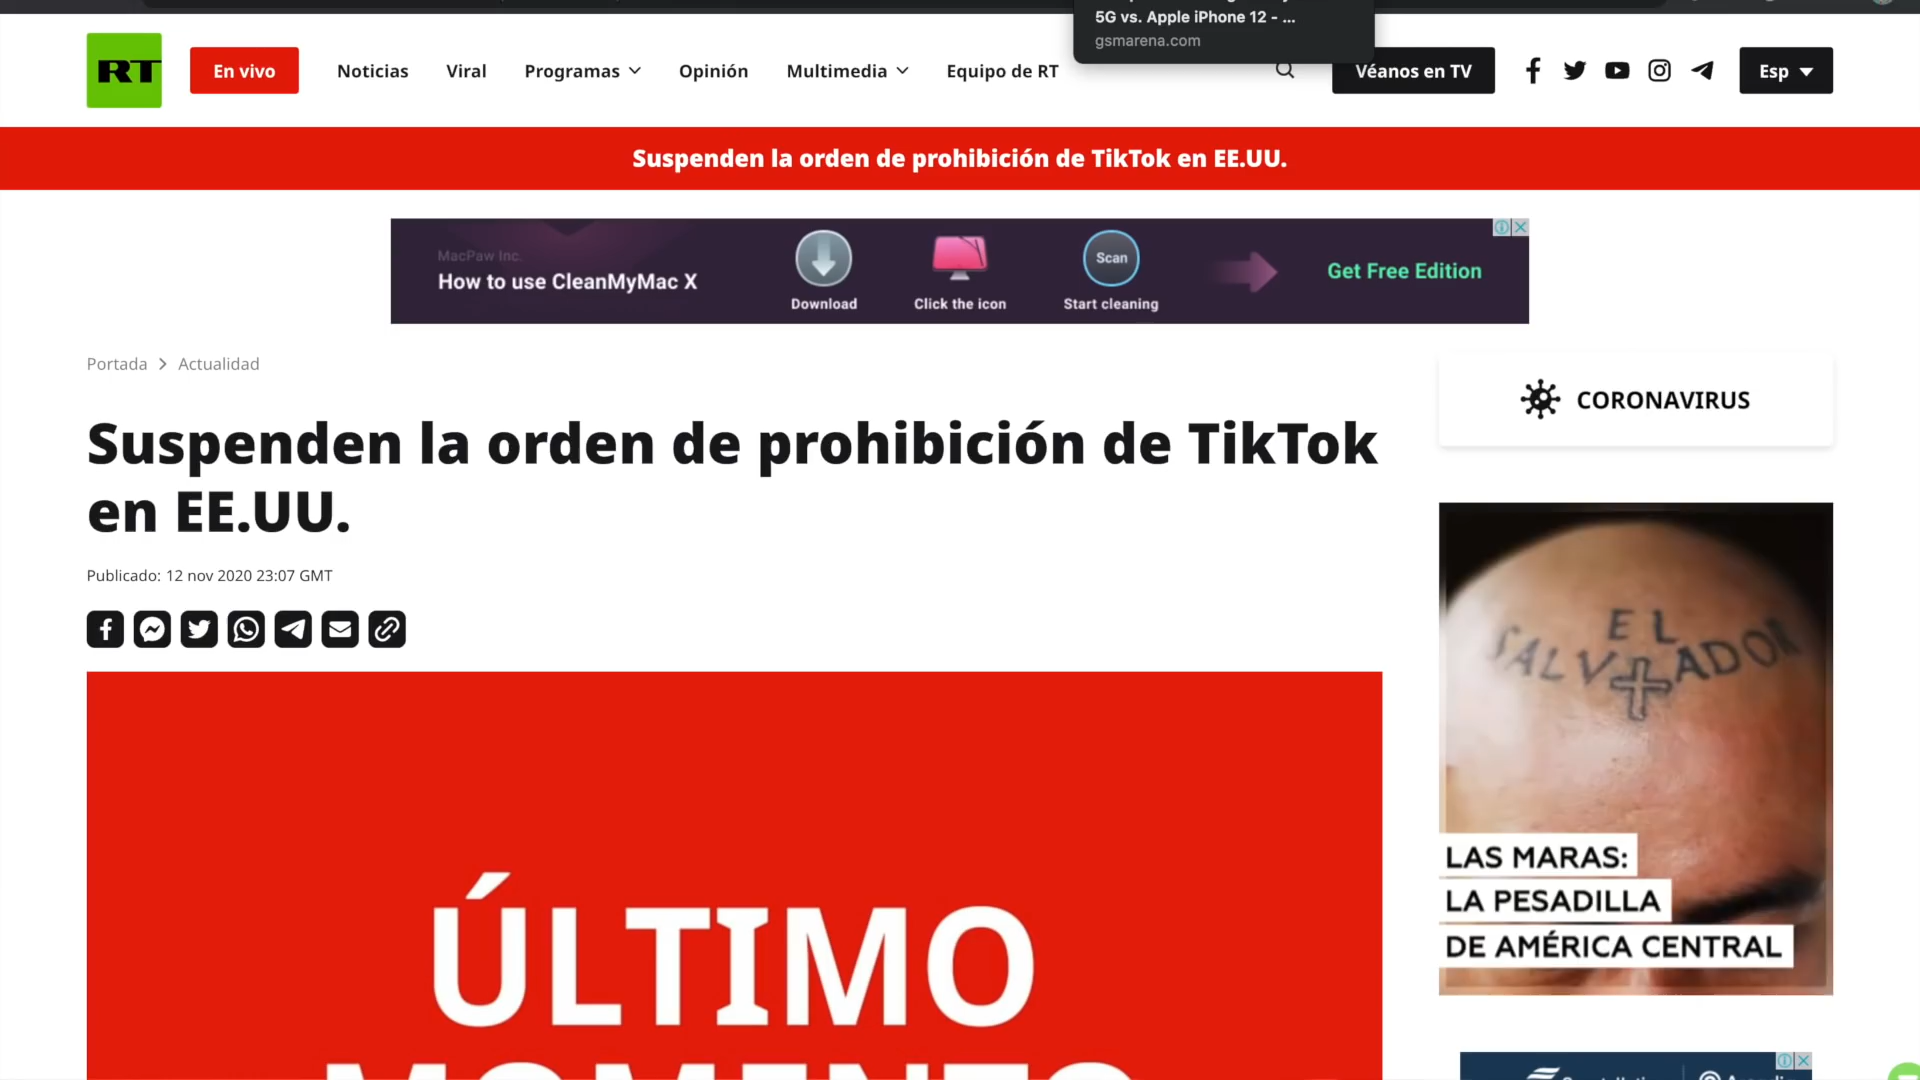 5G vs. Apple iPhone 12 - ...
gsmarena.com
RT
En vivo
Noticias
Viral
Programas
Opinión
Multimedia
Equipo de RT
Véanos en TV
Esp
Suspenden la orden de prohibición de TikTok en EE.UU.
MacPaw Inc.
How to use CleanMyMac X
Download
Click the icon
Scan
Start cleaning
Get Free Edition
Portada > Actualidad
Suspenden la orden de prohibición de TikTok
en EE.UU.
Publicado: 12 nov 2020 23:07 GMT
ÚLTIMO
MOMENTO
CORONAVIRUS
EL
SALVADOR
LAS MARAS:
LA PESADILLA
DE AMÉRICA CENTRAL